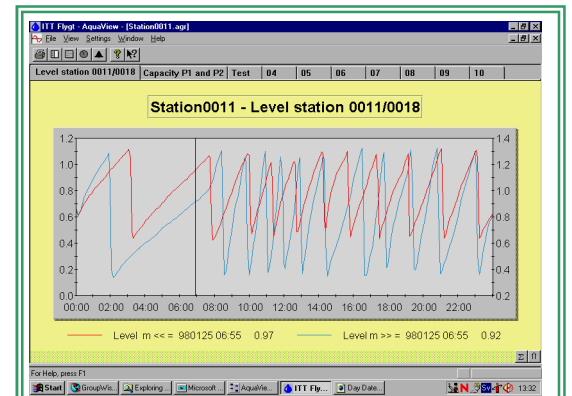 ITT Flygt - AquaView - [Station0011.agr]
File View Settings Window Help
Level station 0011/0018 Capacity P1 and P2 Test 04 05 06 07 08 09 10
Station0011 - Level station 0011/0018
1.2 1.4
1.0 1.2
0.8 1.0
0.6 0.8
0.4 0.6
0.2 0.4
0.0 0.2
00:00 02:00 04:00 06:00 08:00 10:00 12:00 14:00 16:00 18:00 20:00 22:00
Level m << = 980125 06:55 0.97 Level m >> = 980125 06:55 0.92
For Help, press F1
Start GroupWis... Exploring... Microsoft... AquaVie... ITT Fly... Day Date... 13:32